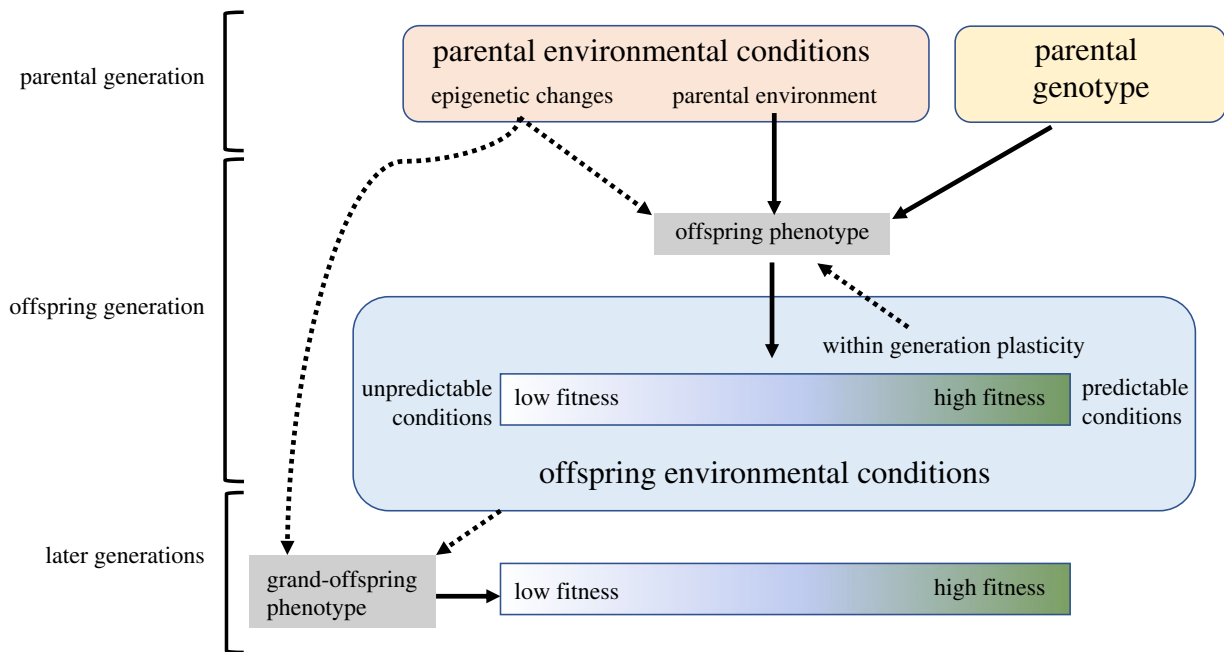 parental generation
parental environmental conditions
epigenetic changes
parental environment
parental
genotype
offspring generation
offspring phenotype
within generation plasticity
unpredictable
conditions
low fitness
high fitness
predictable
conditions
offspring environmental conditions
later generations
grand-offspring
phenotype
low fitness
high fitness